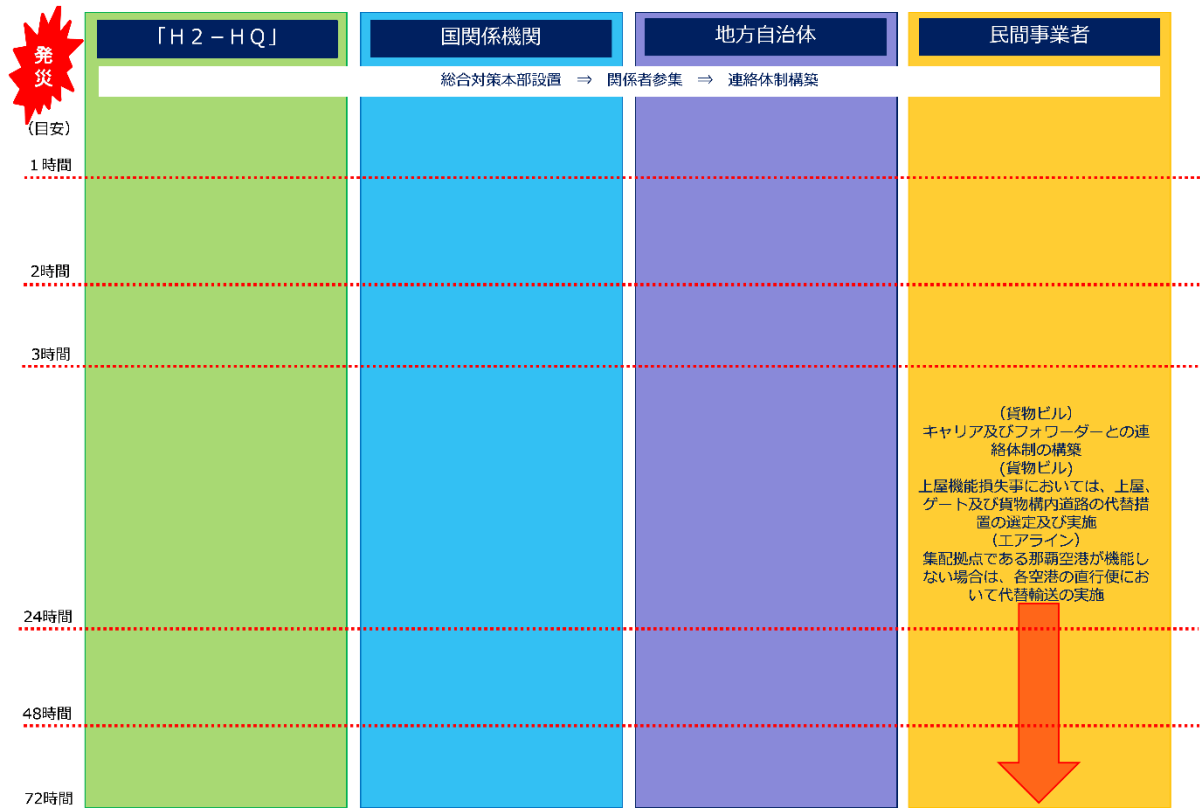 発
災
「H2-HQ」
国関係機関
地方自治体
民間事業者
総合対策本部設置 ⇒ 関係者参集 ⇒ 連絡体制構築
(目安)
1時間
2時間
3時間
(貨物ビル)
キャリア及びフォワーダーとの連
絡体制の構築
(貨物ビル)
上屋機能損失事においては、上屋、
ゲート及び貨物構内道路の代替措
置の選定及び実施
(エアライン)
集配拠点である那覇空港が機能し
ない場合は、各空港の直行便にお
いて代替輸送の実施
24時間
48時間
72時間